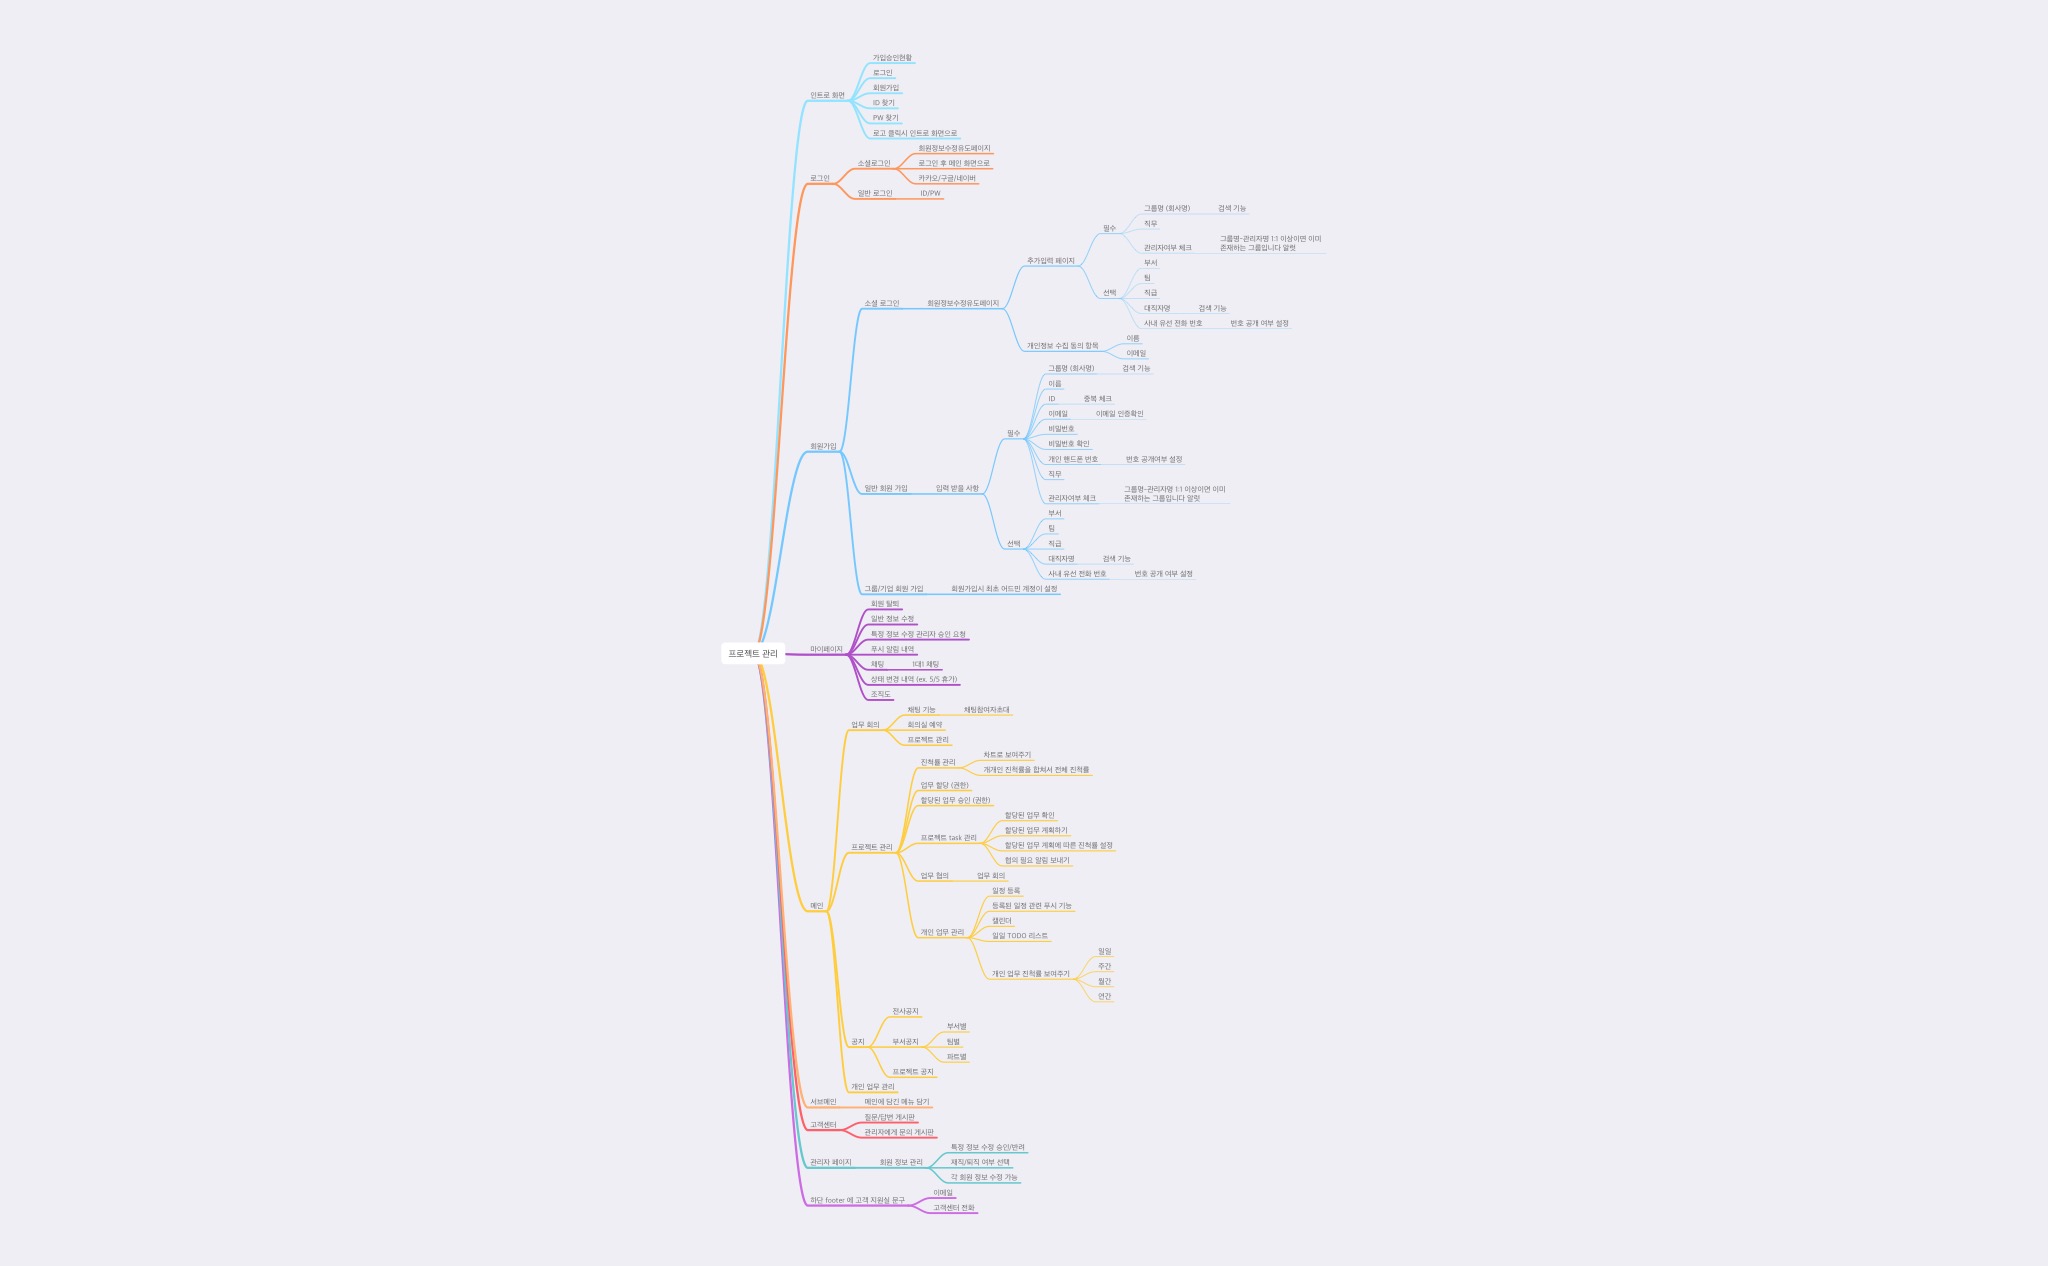 가입승인현황
로그인
회원가입
인트로 화면
ID 찾기
PW 찾기
로고 클릭시 인트로 화면으로
회원정보수정유도페이지
소셜로그인
로그인 후 메인 화면으로
로그인
카카오/구글/네이버
일반 로그인
ID/PW
그룹명 (회사명)
검색 기능
필수
직무
관리자여부 체크
그룹명-관리자명 1:1 이상이면 이미
존재하는 그룹입니다 알럿
추가입력 페이지
부서
팀
선택
직급
대직자명
검색 기능
사내 유선 전화 번호
번호 공개 여부 설정
소셜 로그인
회원정보수정유도페이지
개인정보 수집 동의 항목
이름
이메일
그룹명 (회사명)
검색 기능
이름
ID
중복 체크
이메일
이메일 인증확인
필수
비밀번호
비밀번호 확인
개인 핸드폰 번호
번호 공개여부 설정
직무
관리자여부 체크
그룹명-관리자명 1:1 이상이면 이미
존재하는 그룹입니다 알럿
회원가입
일반 회원 가입
입력 받을 사항
부서
팀
선택
직급
대직자명
검색 기능
사내 유선 전화 번호
번호 공개 여부 설정
그룹/기업 회원 가입
회원가입시 최초 어드민 계정이 설정
프로젝트 관리
회원 탈퇴
일반 정보 수정
특정 정보 수정 관리자 승인 요청
마이페이지
푸시 알림 내역
채팅
1대1 채팅
상태 변경 내역 (ex. 5/5 휴가)
조직도
채팅 기능
채팅참여자초대
업무 회의
회의실 예약
프로젝트 관리
진척률 관리
차트로 보여주기
개개인 진척률을 합쳐서 전체 진척률
업무 할당 (권한)
할당된 업무 승인 (권한)
할당된 업무 확인
프로젝트 task 관리
할당된 업무 계획하기
할당된 업무 계획에 따른 진척률 설정
협의 필요 알림 보내기
프로젝트 관리
업무 협의
업무 회의
일정 등록
등록된 일정 관련 푸시 기능
캘린더
개인 업무 관리
일일 TODO 리스트
개인 업무 진척률 보여주기
일일
주간
월간
연간
메인
전사공지
공지
부서공지
부서별
팀별
파트별
프로젝트 공지
개인 업무 관리
서브메인
메인에 담긴 메뉴 담기
고객센터
질문/답변 게시판
관리자에게 문의 게시판
관리자 페이지
회원 정보 관리
특정 정보 수정 승인/반려
재직/퇴직 여부 선택
각 회원 정보 수정 가능
하단 footer 에 고객 지원실 문구
이메일
고객센터 전화